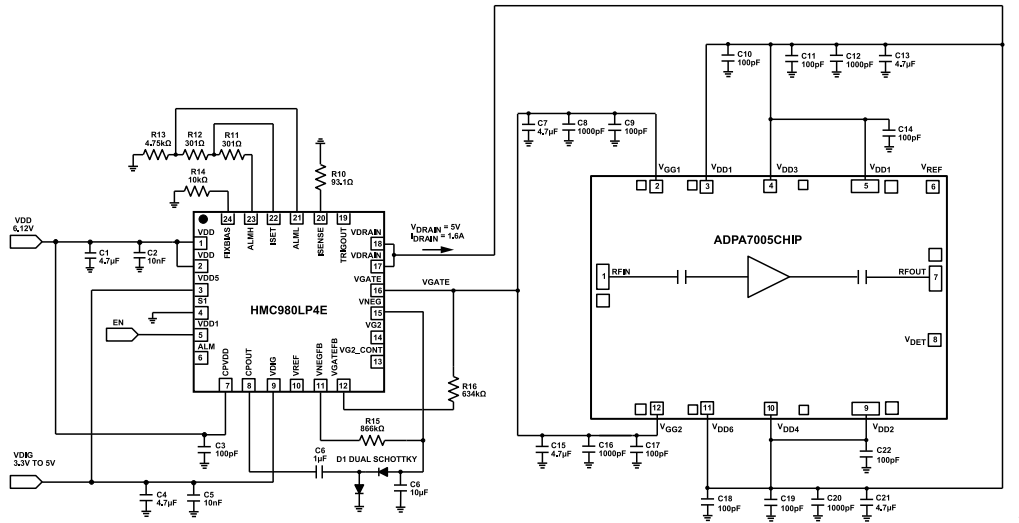 C10
100pF
C11
100pF
C12
1000pF
C13
4.7µF
C7
4.7µF
C8
1000pF
C9
100pF
C14
100pF
R13
4.75kΩ
R12
301Ω
R11
301Ω
R14
10kΩ
R10
93.1Ω
VGG1
VDD1
VDD3
VDD1
VREF
2
3
4
5
6
VDD
6.12V
C1
4.7µF
C2
10nF
24
23
22
21
20
19
FIXBIAS
ALMH
ISET
ALML
ISENSE
TRIGOUT
VDD
1
VDD
2
VDD5
3
S1
4
VDD1
5
ALM
6
EN
HMC980LP4E
VDRAIN
18
VDRAIN
17
VGATE
16
VNEG
15
VG2
14
VG2_CONT
13
VDRAIN = 5V
IDRAIN = 1.6A
VGATE
CPVDD
CPOUT
VDIG
VREF
VNEGFB
VGATEFB
7
8
9
10
11
12
R16
634kΩ
R15
866kΩ
C3
100pF
C6
1µF
D1 DUAL SCHOTTKY
C6
10µF
VDIG
3.3V TO 5V
C4
4.7µF
C5
10nF
ADPA7005CHIP
1
RFIN
RFOUT
7
VDET
8
12
11
10
9
VGG2
VDD6
VDD4
VDD2
C15
4.7µF
C16
1000pF
C17
100pF
C22
100pF
C18
100pF
C19
100pF
C20
1000pF
C21
4.7µF